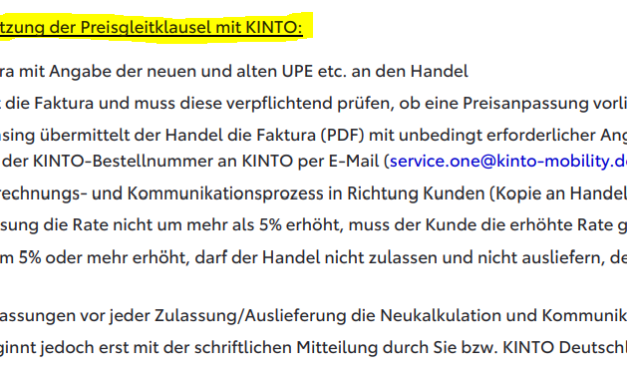 tzung der Preisgleitklausel mit KINTO:
ra mit Angabe der neuen und alten UPE etc. an den Handel
t die Faktura und muss diese verpflichtend prüfen, ob eine Preisanpassung vorli
sing übermittelt der Handel die Faktura (PDF) mit unbedingt erforderlicher Ang
der KINTO-Bestellnummer an KINTO per E-Mail (service.one@kinto-mobility.d
rechnungs- und Kommunikationsprozess in Richtung Kunden (Kopie an Handel
sung die Rate nicht um mehr als 5% erhöht, muss der Kunde die erhöhte Rate g
m 5% oder mehr erhöht, darf der Handel nicht zulassen und nicht ausliefern, de
assungen vor jeder Zulassung/Auslieferung die Neukalkulation und Kommunik
ginnt jedoch erst mit der schriftlichen Mitteilung durch Sie bzw. KINTO Deutschl